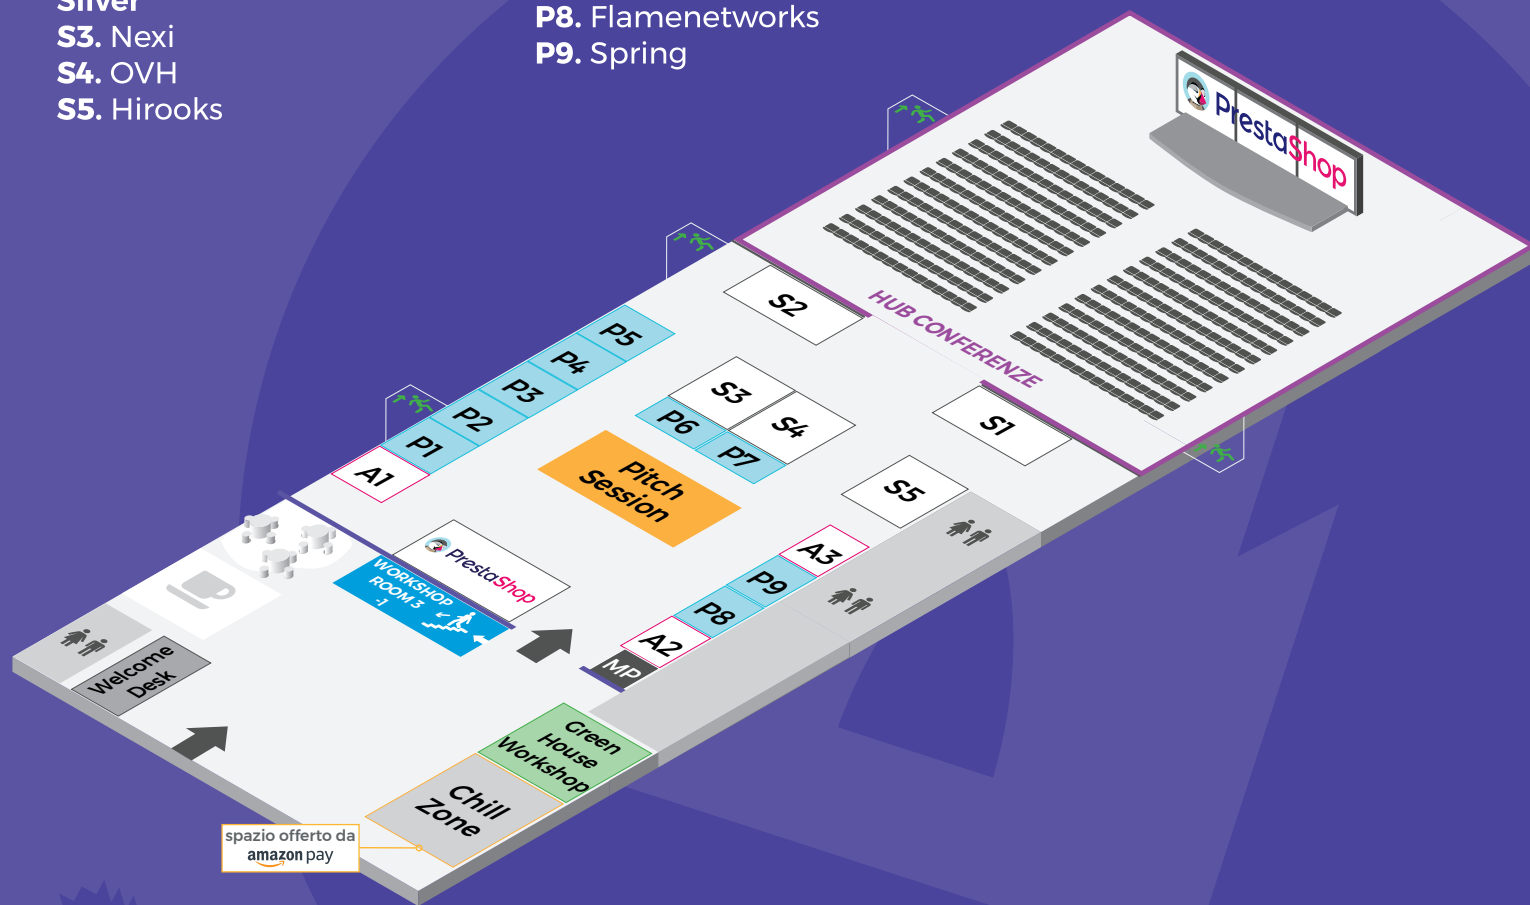 Silver
S3. Nexi
S4. OVH
S5. Hirooks
P8. Flamenetworks
P9. Spring
PrestaShop
HUB CONFERENZE
S2
S1
P5
P4
P3
P2
P1
A1
S3
S4
P6
P7
Pitch
Session
S5
A3
P9
P8
A2
MP
PrestaShop
WORKSHOP
ROOM 3
-1
Welcome
Desk
Green
House
Workshop
Chill
Zone
spazio offerto da
amazon pay